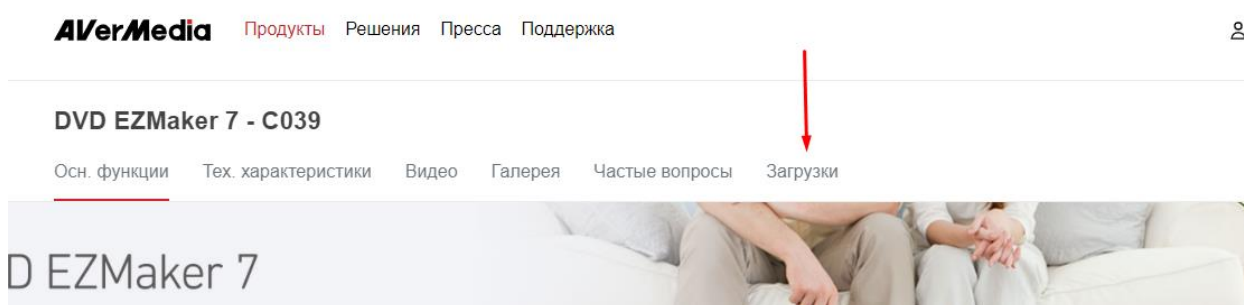 AVerMedia Продукты Решения Пресса Поддержка
DVD EZMaker 7 - C039
Осн. функции Тех. характеристики Видео Галерея Частые вопросы Загрузки
D EZMaker 7